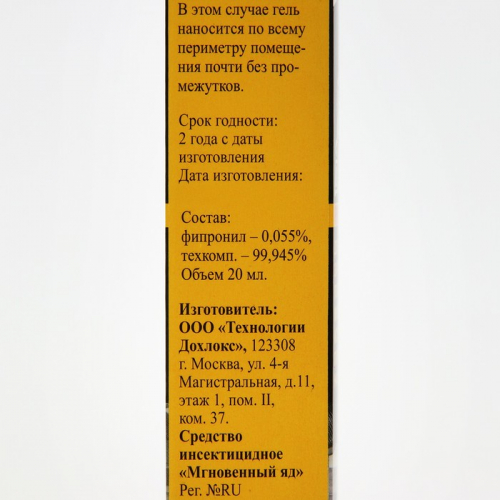 В этом случае гель
наносится по всему
периметру помеще-
ния почти без про-
межутков.
Срок годности:
2 года с даты
изготовления
Дата изготовления:
Состав:
фипронил – 0,055%,
техкомп. – 99,945%
Объем 20 мл.
Изготовитель:
ООО «Технологии
Дохлокс», 123308
г. Москва, ул. 4-я
Магистральная, д.11,
этаж 1, пом. II,
ком. 37.
Средство
инсектицидное
«Мгновенный яд»
Рег. №RU